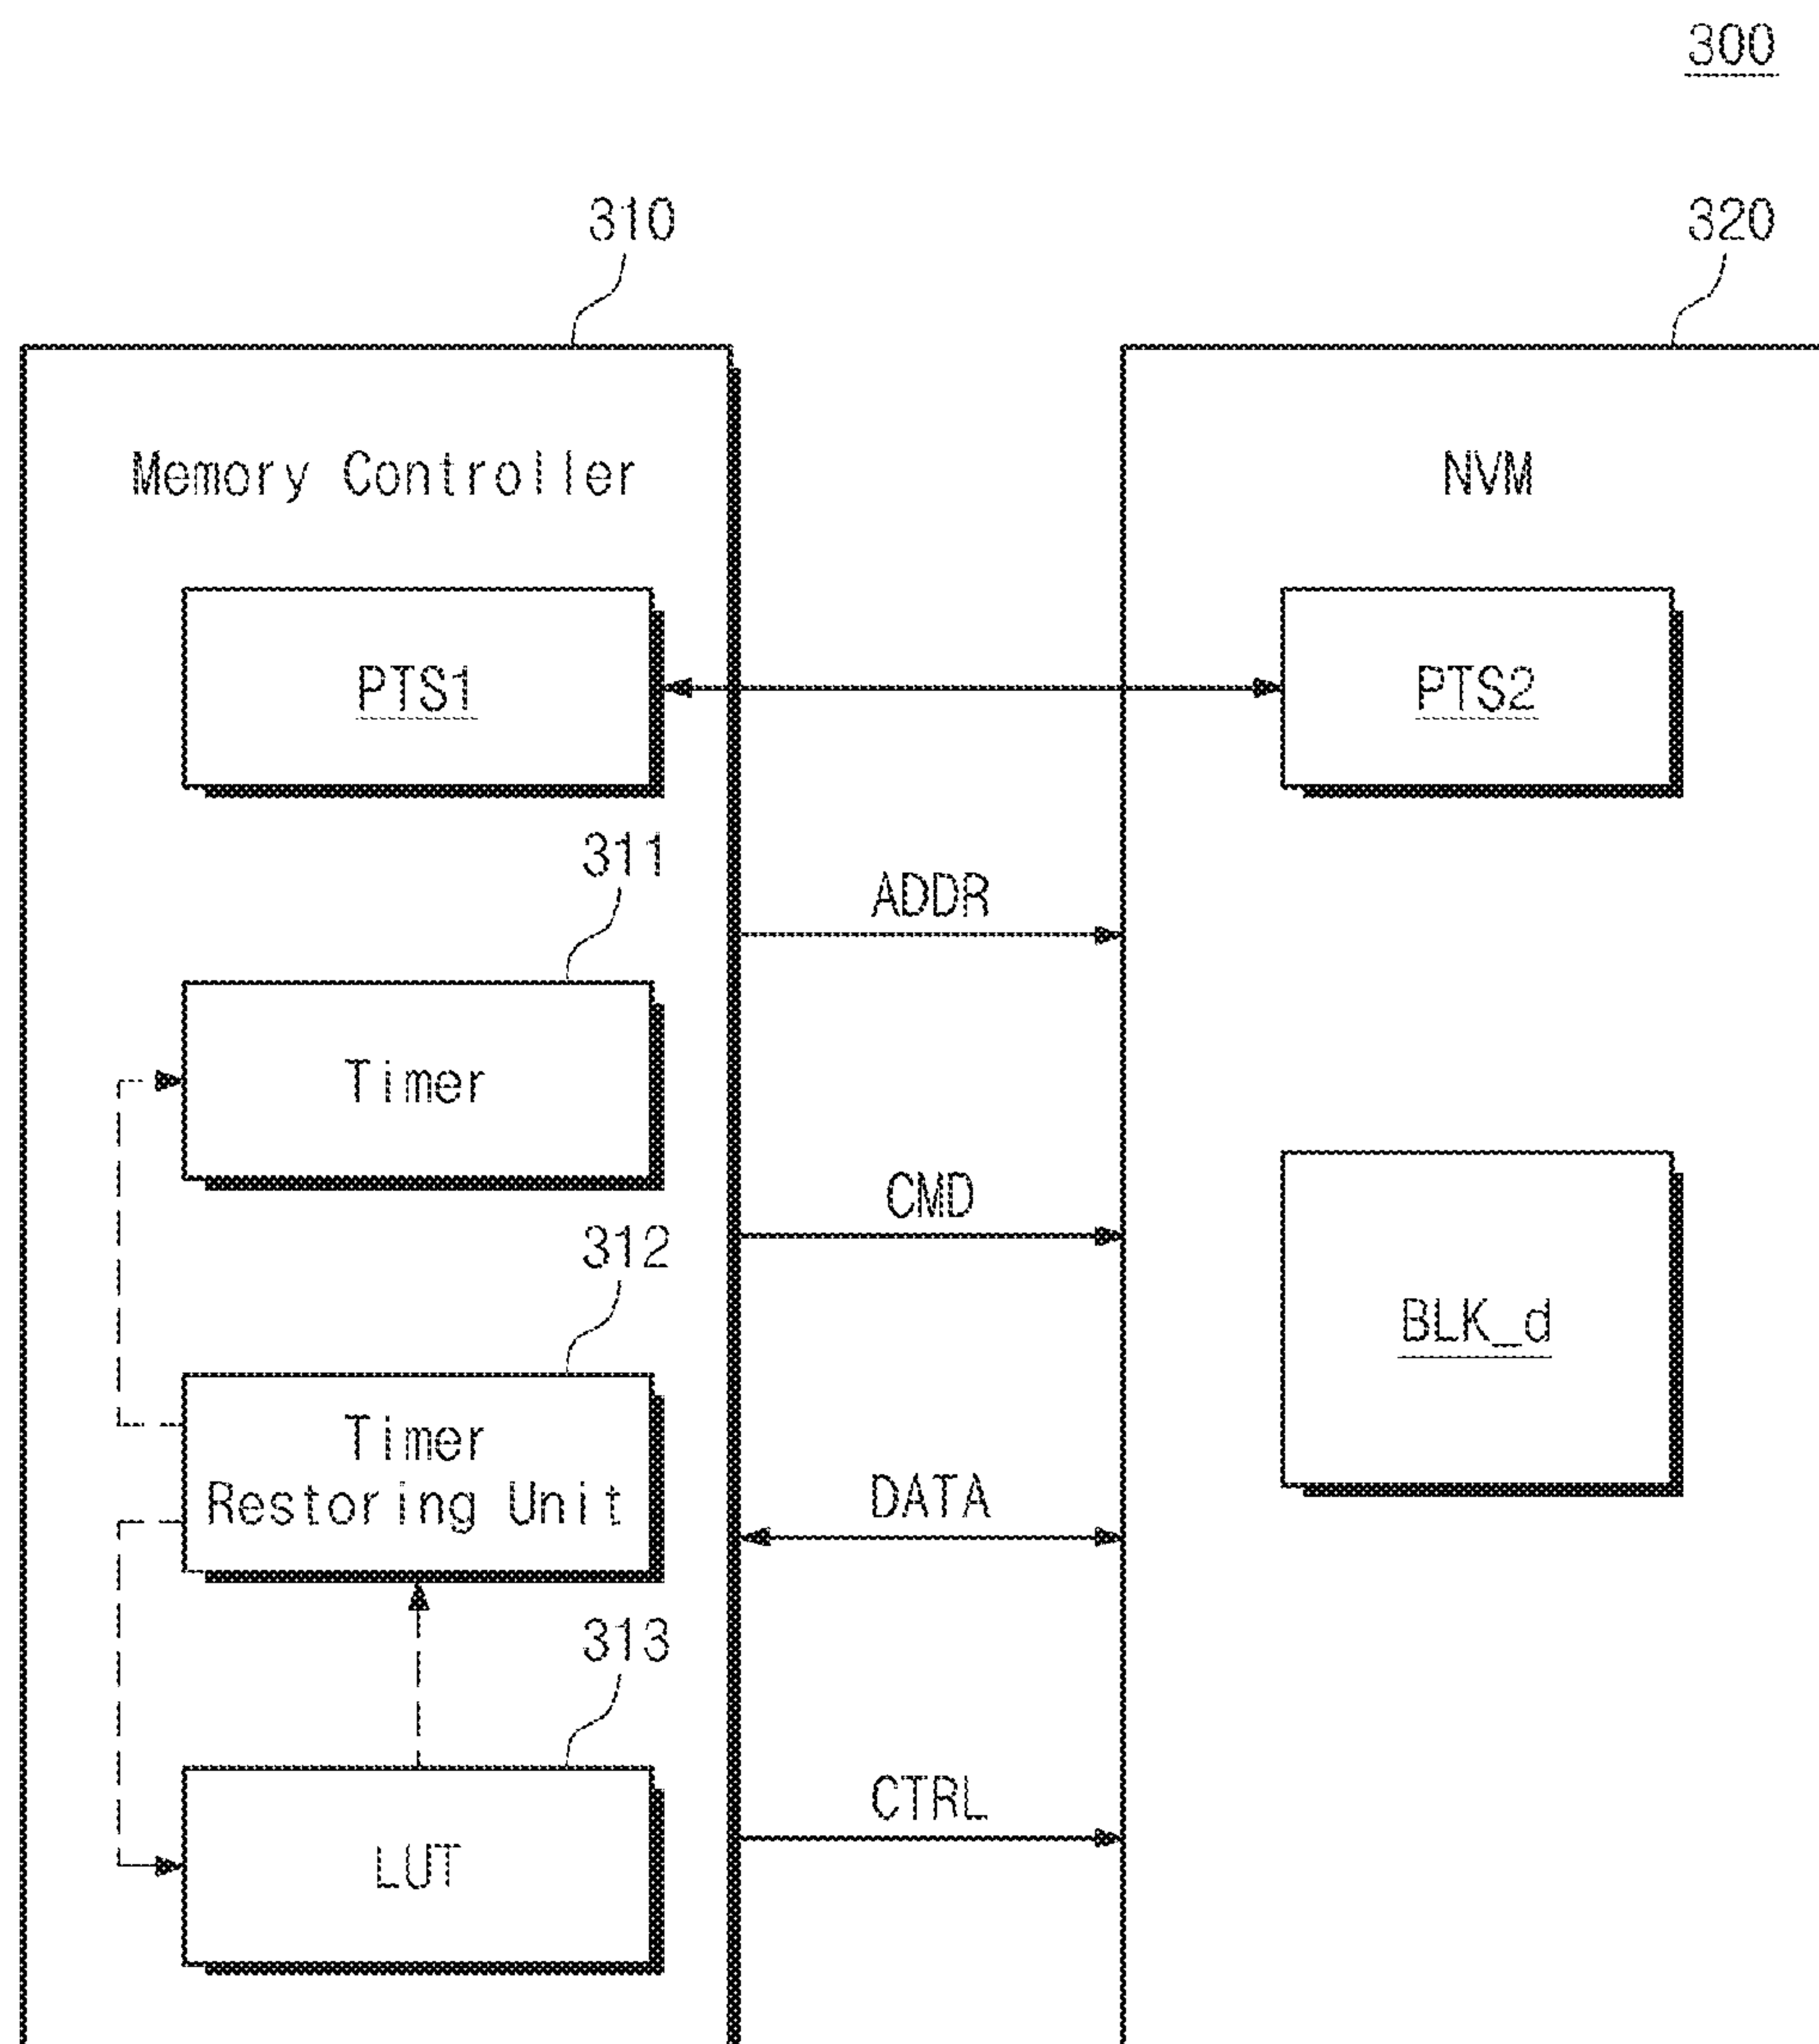 300
310
320
Memory Controller
NVM
PTS1
PTS2
311
ADDR
Timer
CMD
312
BLK_d
Timer
Restoring Unit
DATA
313
CTRL
LUT